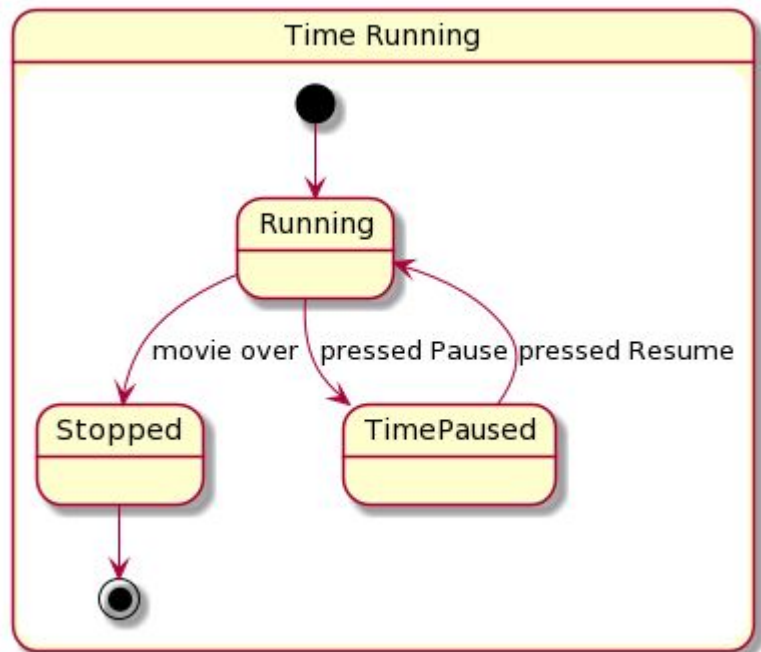 Time Running
Running
movie over
pressed Pause
pressed Resume
Stopped
TimePaused